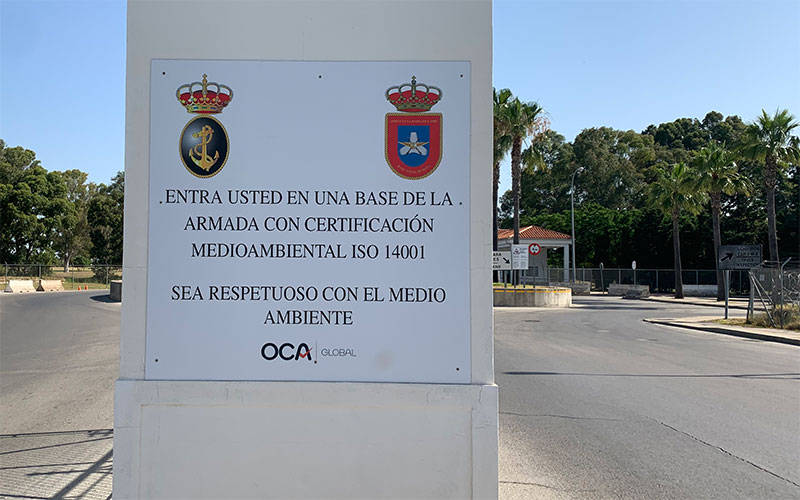 ENTRA USTED EN UNA BASE DE LA
ARMADA CON CERTIFICACIÓN
MEDIOAMBIENTAL ISO 14001
SEA RESPETUOSO CON EL MEDIO
AMBIENTE
OCA GLOBAL